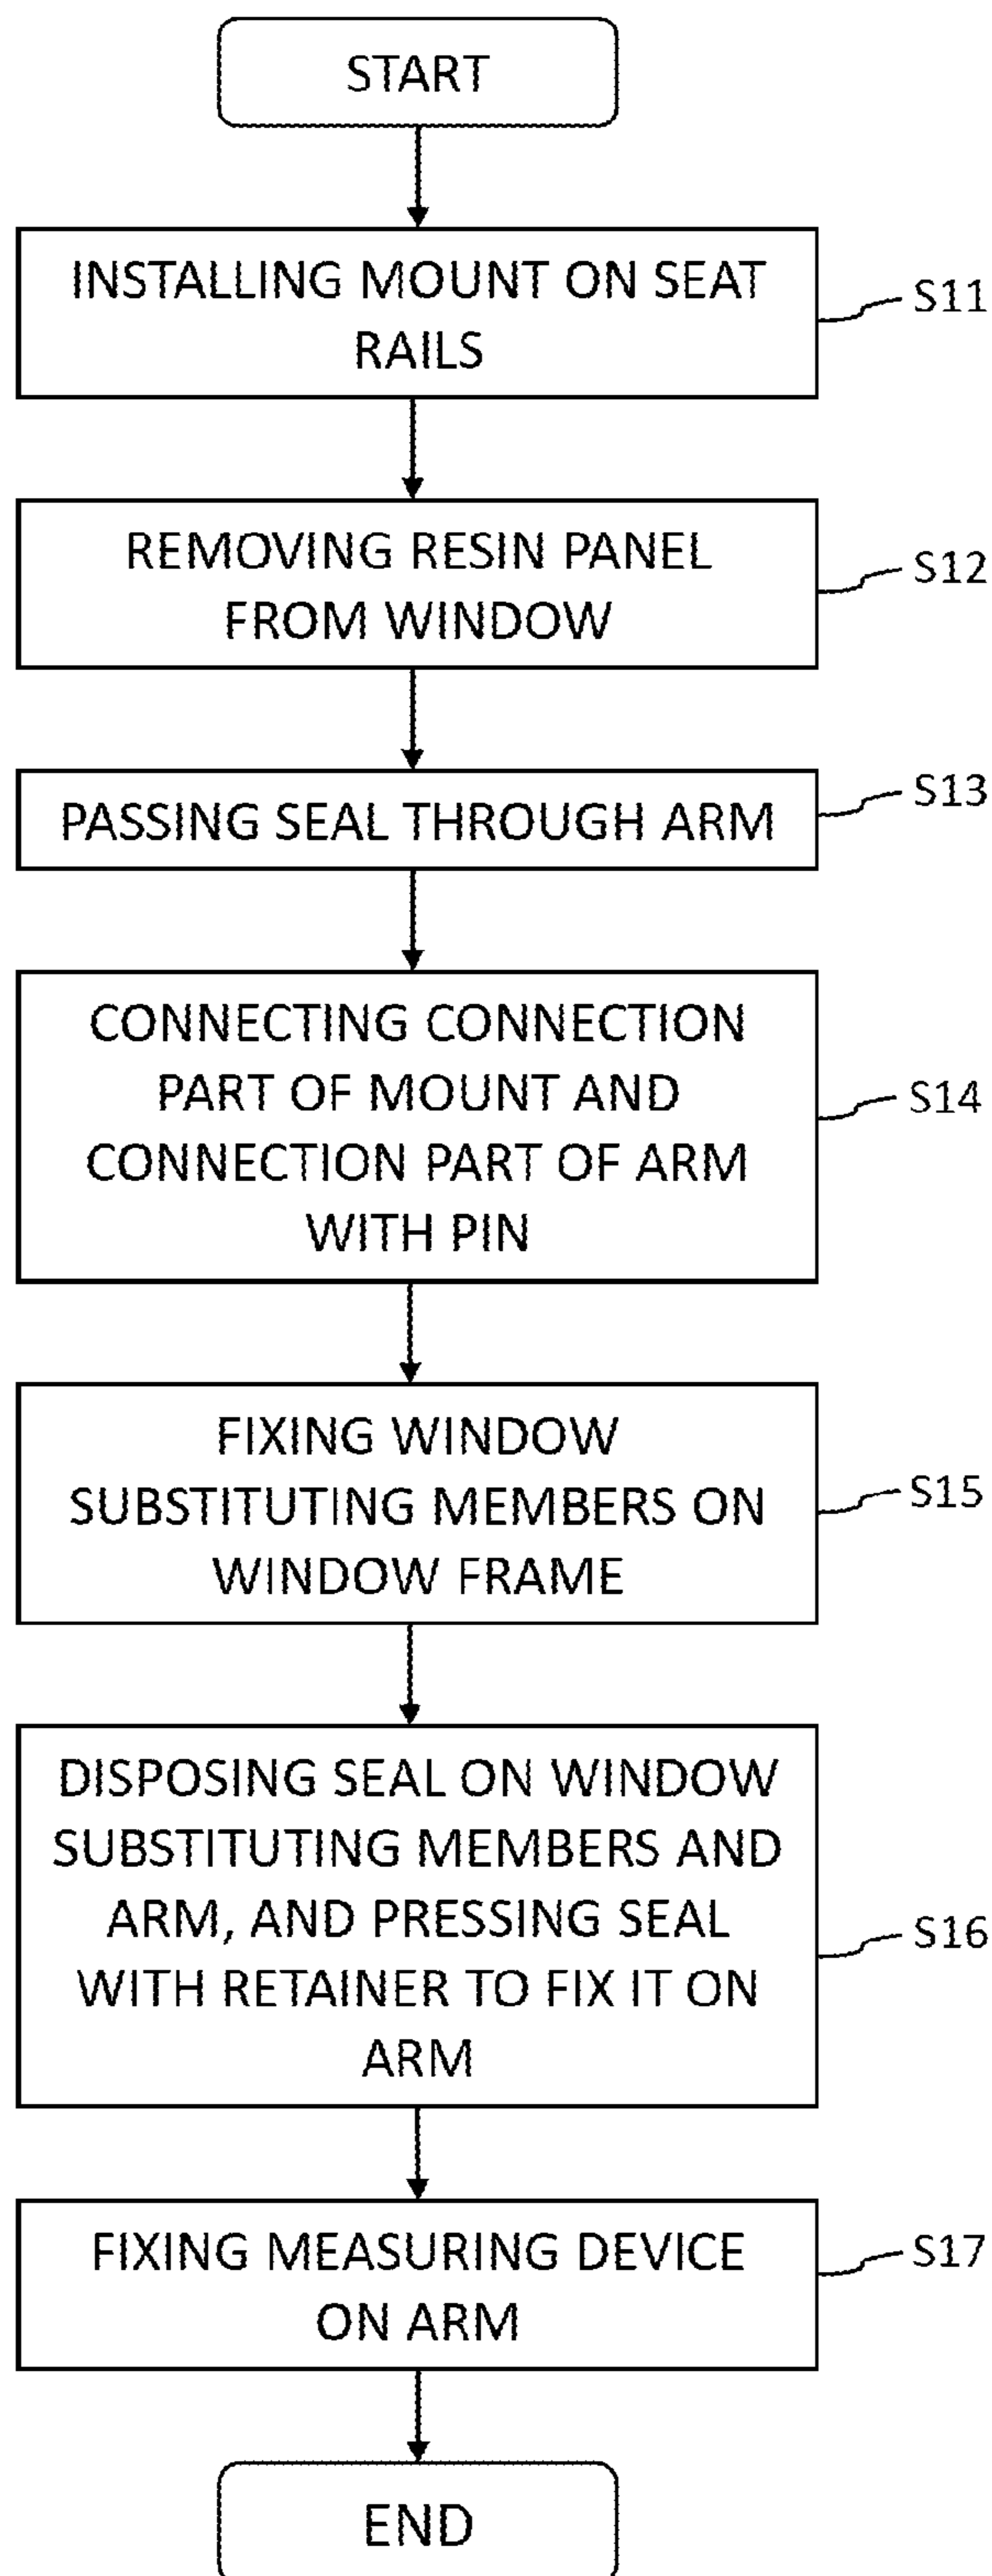 START
INSTALLING MOUNT ON SEAT
RAILS
S11
REMOVING RESIN PANEL
FROM WINDOW
S12
PASSING SEAL THROUGH ARM
S13
CONNECTING CONNECTION
PART OF MOUNT AND
CONNECTION PART OF ARM
WITH PIN
S14
FIXING WINDOW
SUBSTITUTING MEMBERS ON
WINDOW FRAME
S15
DISPOSING SEAL ON WINDOW
SUBSTITUTING MEMBERS AND
ARM, AND PRESSING SEAL
WITH RETAINER TO FIX IT ON
ARM
S16
FIXING MEASURING DEVICE
ON ARM
S17
END